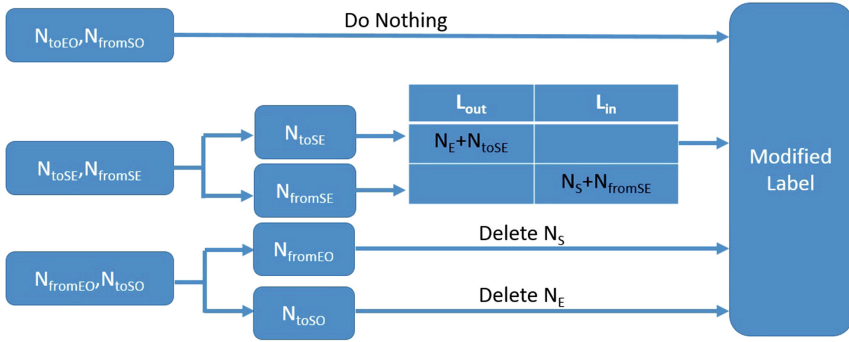 Do Nothing
N_toEO,N_fromSO
L_out L_in
N_toSE
N_E+N_toSE
N_toSE,N_fromSE
Modified
Label
N_fromSE
N_S+N_fromSE
Delete N_S
N_fromEO
N_fromEO,N_toSO
Delete N_E
N_toSO